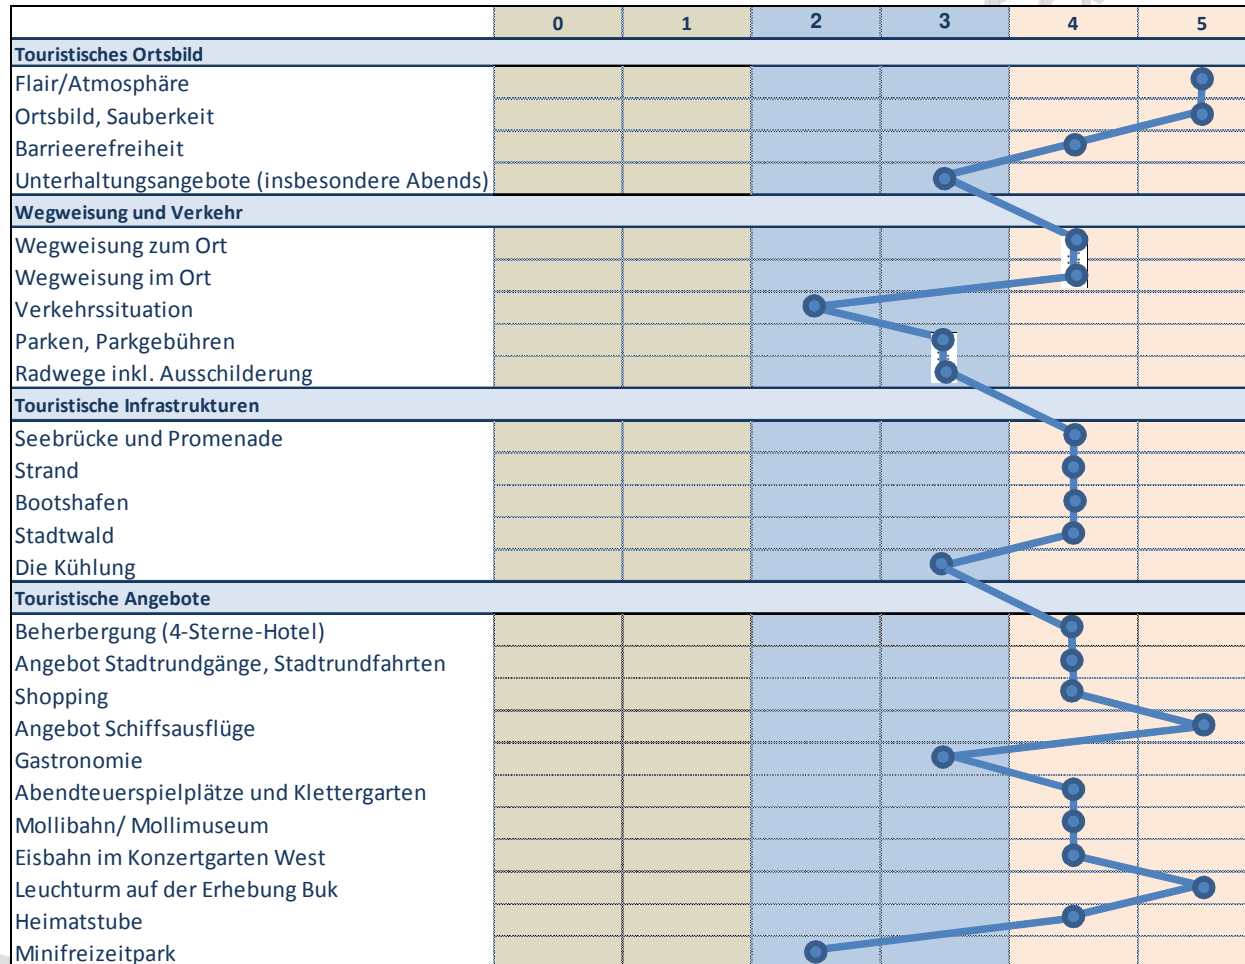 0 1 2 3 4 5
Touristisches Ortsbild
Flair/Atmosphäre
Ortsbild, Sauberkeit
Barrieerefreiheit
Unterhaltungsangebote (insbesondere Abends)
Wegweisung und Verkehr
Wegweisung zum Ort
Wegweisung im Ort
Verkehrssituation
Parken, Parkgebühren
Radwege inkl. Ausschilderung
Touristische Infrastrukturen
Seebrücke und Promenade
Strand
Bootshafen
Stadtwald
Die Kühlung
Touristische Angebote
Beherbergung (4-Sterne-Hotel)
Angebot Stadtrundgänge, Stadtrundfahrten
Shopping
Angebot Schiffsausflüge
Gastronomie
Abendteuerspielplätze und Klettergarten
Mollibahn/ Mollimuseum
Eisbahn im Konzertgarten West
Leuchturm auf der Erhebung Buk
Heimatstube
Minifreizeitpark